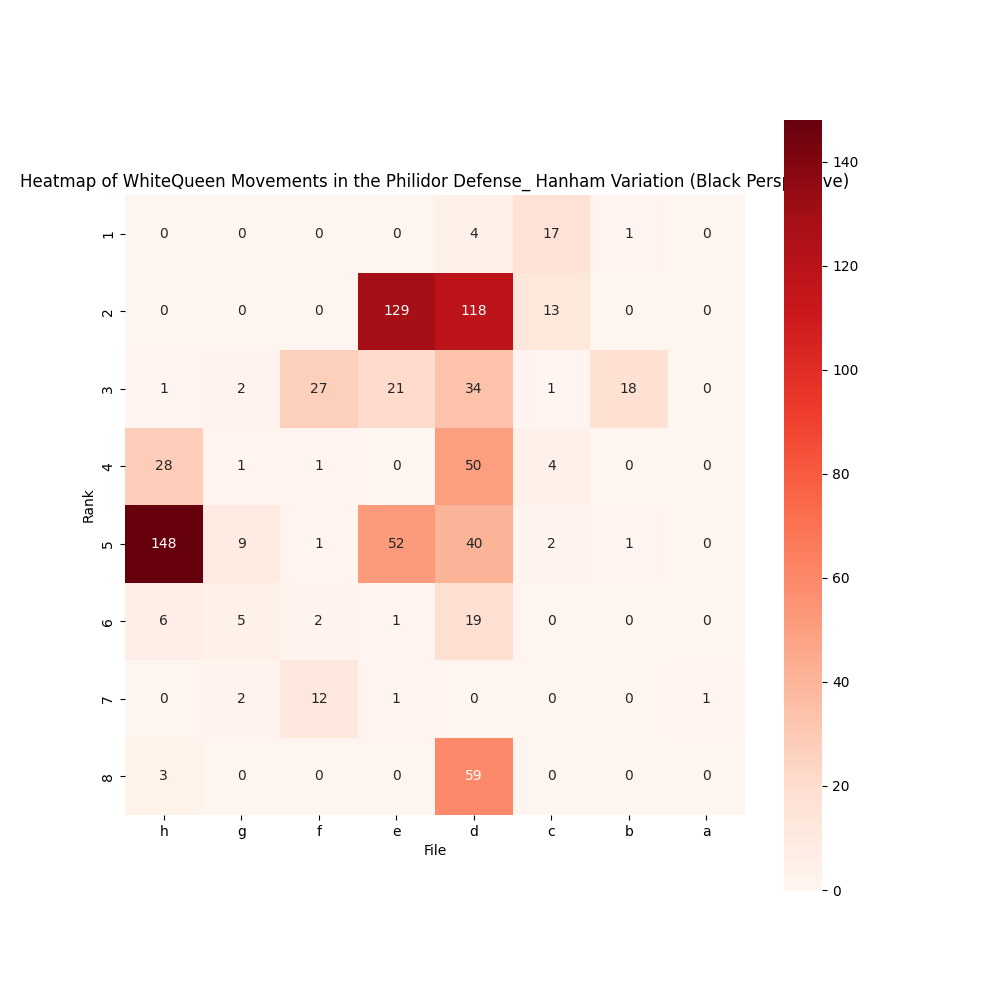 Heatmap of WhiteQueen Movements in the Philidor Defense_ Hanham Variation (Black Pers ve)
1 0 0 0 0 4 17 1 0
2 0 0 0 129 118 13 0 0
3 1 2 27 21 34 1 18 0
4 28 1 1 0 50 4 0 0
Rank
5 148 9 1 52 40 2 1 0
6 6 5 2 1 19 0 0 0
7 0 2 12 1 0 0 0 1
8 3 0 0 0 59 0 0 0
h g f e d c b a
File
140
120
100
80
60
40
20
0